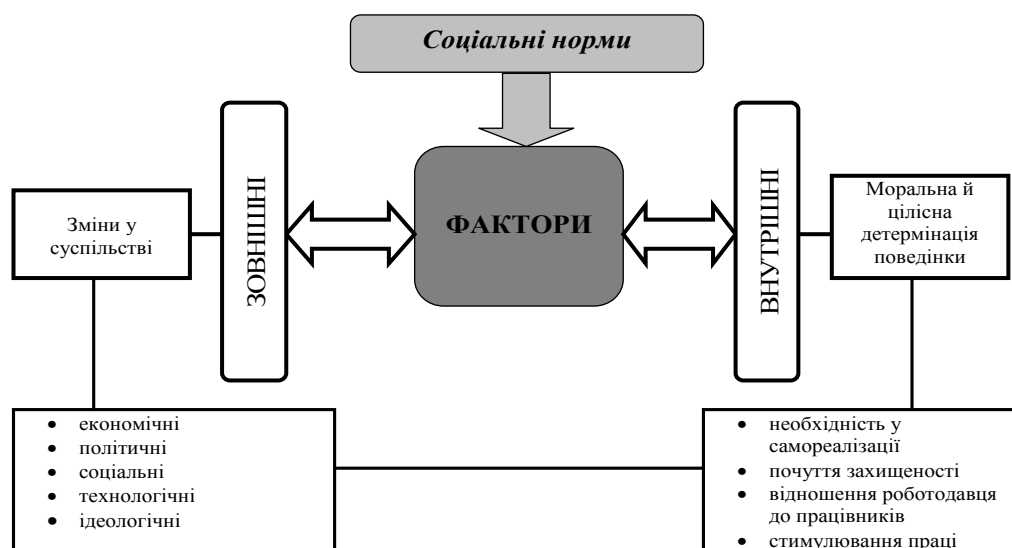 Соціальні норми
ЗОВНІШНІ
ФАКТОРИ
ВНУТРІШНІ
Зміни у
суспільстві
Моральна й
цілісна
детермінація
поведінки
• економічні
• політичні
• соціальні
• технологічні
• ідеологічні
• необхідність у
самореалізації
• почуття захищеності
• відношення роботодавця
до працівників
• стимулювання праці